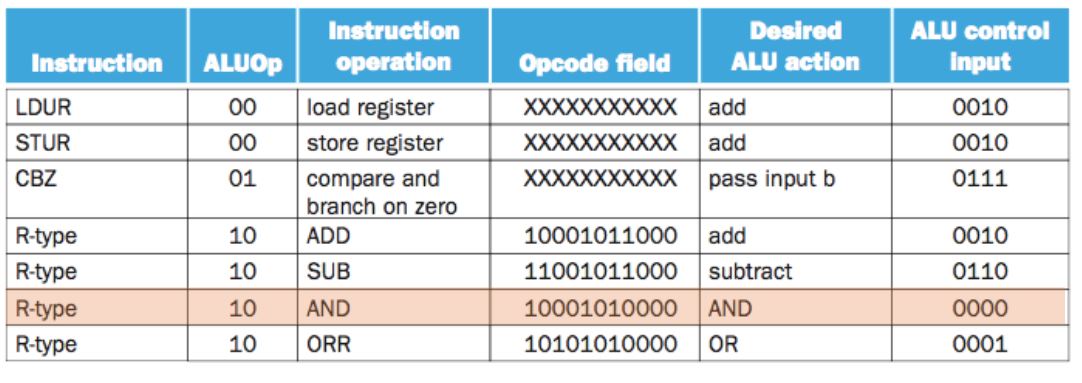 Instruction ALUOp Instruction operation Opcode field Desired ALU action ALU control input
LDUR 00 load register XXXXXXXXXXX add 0010
STUR 00 store register XXXXXXXXXXX add 0010
CBZ 01 compare and branch on zero XXXXXXXXXXX pass input b 0111
R-type 10 ADD 10001011000 add 0010
R-type 10 SUB 11001011000 subtract 0110
R-type 10 AND 10001010000 AND 0000
R-type 10 ORR 10101010000 OR 0001